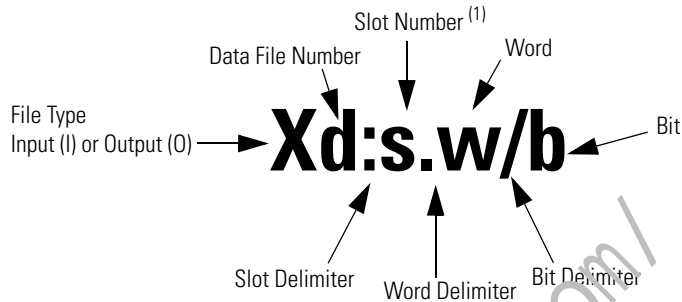 Slot Number (1)
Word
Data File Number
File Type
Input (I) or Output (O)
Xd:s.w/b
Bit
Slot Delimiter
Word Delimiter
Bit Delimiter